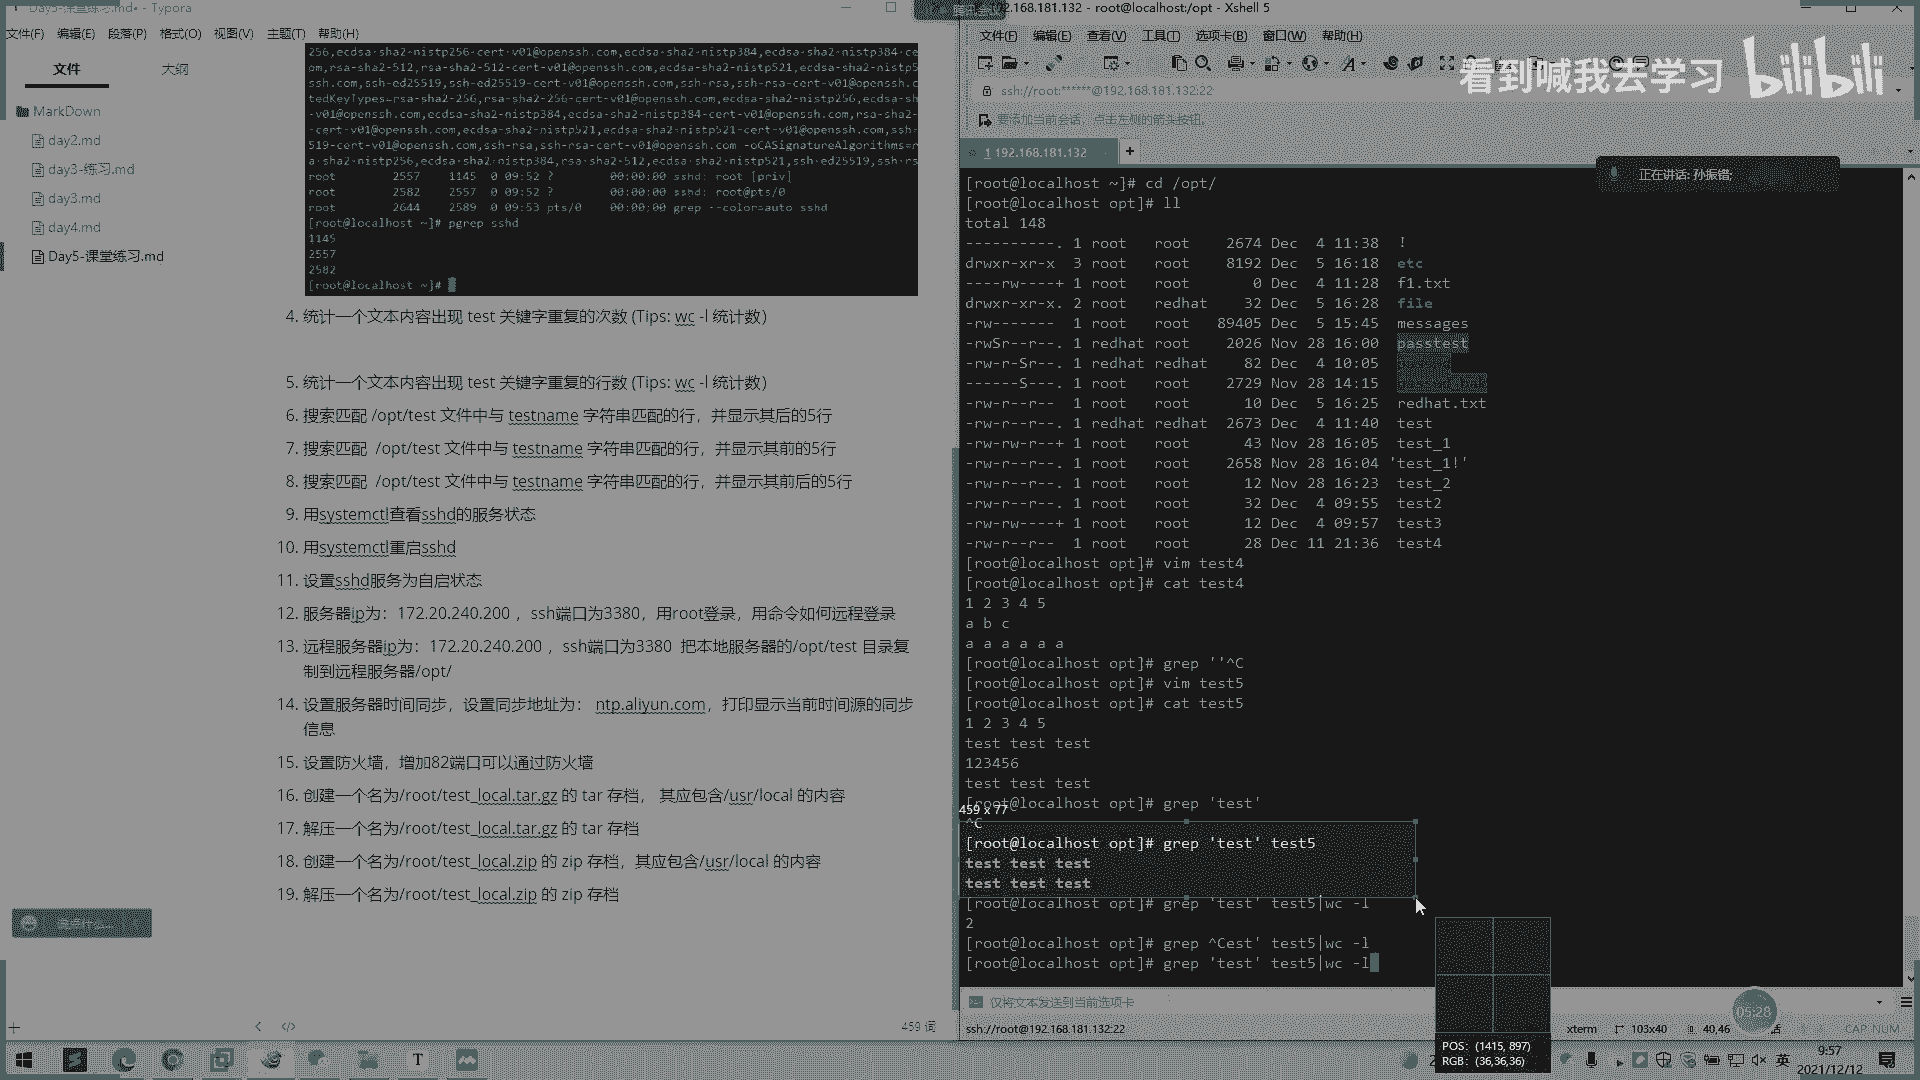 Day5-课堂练习.md• - Typora
文件(F) 编辑(E) 段落(P) 格式(O) 视图(V) 主题(T) 帮助(H)
文件 大纲
MarkDown
day2.md
day3-练习.md
day3.md
day4.md
Day5-课堂练习.md
256,ecdsa-sha2-nistp256-cert-v01@openssh.com,ecdsa-sha2-nistp384,ecdsa-sha2-nistp384-ce
om,rsa-sha2-512,rsa-sha2-512-cert-v01@openssh.com,ecdsa-sha2-nistp521,ecdsa-sha2-nistp5
.com,ssh-ed25519,ssh-ed25519-cert-v01@openssh.com,ssh-rsa,ssh-rsa-cert-v01@openssh.com
tedKeyTypes=rsa-sha2-256,rsa-sha2-256-cert-v01@openssh.com,ecdsa-sha2-nistp256,ecdsa-sh
-v01@openssh.com,ecdsa-sha2-nistp384,ecdsa-sha2-nistp384-cert-v01@openssh.com,rsa-sha2-
-cert-v01@openssh.com,ecdsa-sha2-nistp521,ecdsa-sha2-nistp521-cert-v01@openssh.com,ssh-
519-cert-v01@openssh.com,ssh-rsa,ssh-rsa-cert-v01@openssh.com -oCASignatureAlgorithms=r
sa-sha2-256,ecdsa-sha2-nistp384,rsa-sha2-512,ecdsa-sha2-nistp521,ssh-ed25519,ssh-rs
root 2557 1145 0 09:52 ? 00:00:00 sshd: root [priv]
root 2582 2557 0 09:52 ? 00:00:00 sshd: root@pts/0
root 2644 2589 0 09:53 pts/0 00:00:00 grep --color=auto sshd
[root@localhost ~]# pgrep sshd
1145
2557
2582
[root@localhost ~]#
4. 统计一个文本内容出现 test 关键字重复的次数 (Tips: wc -l 统计数)
5. 统计一个文本内容出现 test 关键字重复的行数 (Tips: wc -l 统计数)
6. 搜索匹配 /opt/test 文件中与 testname 字符串匹配的行，并显示其后的5行
7. 搜索匹配 /opt/test 文件中与 testname 字符串匹配的行，并显示其前的5行
8. 搜索匹配 /opt/test 文件中与 testname 字符串匹配的行，并显示其前后的5行
9. 用systemctl查看sshd的服务状态
10. 用systemctl重启sshd
11. 设置sshd服务为自启状态
12. 服务器ip为：172.20.240.200 ，ssh端口为3380，用root登录，用命令如何远程登录
13. 远程服务器ip为：172.20.240.200 ，ssh端口为3380 把本地服务器的/opt/test 目录复
制到远程服务器/opt/
14. 设置服务器时间同步，设置同步地址为： ntp.aliyun.com，打印显示当前时间源的同步
信息
15. 设置防火墙，增加82端口可以通过防火墙
16. 创建一个名为/root/test_local.tar.gz 的 tar 存档， 其应包含/usr/local 的内容
17. 解压一个名为/root/test_local.tar.gz 的 tar 存档
18. 创建一个名为/root/test_local.zip 的 zip 存档，其应包含/usr/local 的内容
19. 解压一个名为/root/test_local.zip 的 zip 存档
说点什么...
459 词
192.168.181.132 - root@localhost:/opt - Xshell 5
文件(F) 编辑(E) 查看(V) 工具(T) 选项卡(B) 窗口(W) 帮助(H)
看到喊我去学习 bilibili
ssh://root:******@192.168.181.132:22
要添加当前会话，点击左侧的箭头按钮。
1 192.168.181.132
正在讲话: 孙振锴;
[root@localhost ~]# cd /opt/
[root@localhost opt]# ll
total 148
----------. 1 root root 2674 Dec 4 11:38 !
drwxr-xr-x 3 root root 8192 Dec 5 16:18 etc
----rw----+ 1 root root 0 Dec 4 11:28 f1.txt
drwxr-xr-x. 2 root redhat 32 Dec 5 16:28 file
-rw------- 1 root root 89405 Dec 5 15:45 messages
-rwSr--r--. 1 redhat root 2026 Nov 28 16:00 passtest
-rw-r-Sr--. 1 redhat redhat 82 Dec 4 10:05
------S---. 1 root root 2729 Nov 28 14:15
-rw-r--r-- 1 root root 10 Dec 5 16:25 redhat.txt
-rw-r--r--. 1 redhat redhat 2673 Dec 4 11:40 test
-rw-rw-r--+ 1 root root 43 Nov 28 16:05 test_1
-rw-r--r--. 1 root root 2658 Nov 28 16:04 'test_1!'
-rw-r--r--. 1 root root 12 Nov 28 16:23 test_2
-rw-r--r--. 1 root root 32 Dec 4 09:55 test2
-rw-rw----+ 1 root root 12 Dec 4 09:57 test3
-rw-r--r-- 1 root root 28 Dec 11 21:36 test4
[root@localhost opt]# vim test4
[root@localhost opt]# cat test4
1 2 3 4 5
a b c
a a a a a a
[root@localhost opt]# grep ''^C
[root@localhost opt]# vim test5
[root@localhost opt]# cat test5
1 2 3 4 5
test test test
123456
test test test
[root@localhost opt]# grep 'test'
459 x 77
^C
[root@localhost opt]# grep 'test' test5
test test test
test test test
[root@localhost opt]# grep 'test' test5|wc -l
2
[root@localhost opt]# grep ^Cest' test5|wc -l
[root@localhost opt]# grep 'test' test5|wc -l
仅将文本发送到当前选项卡
ssh://root@192.168.181.132:22
xterm 103x40 40,46 CAP NUM
05:28
POS: (1415, 897)
RGB: (36,36,36)
英
9:57
2021/12/12